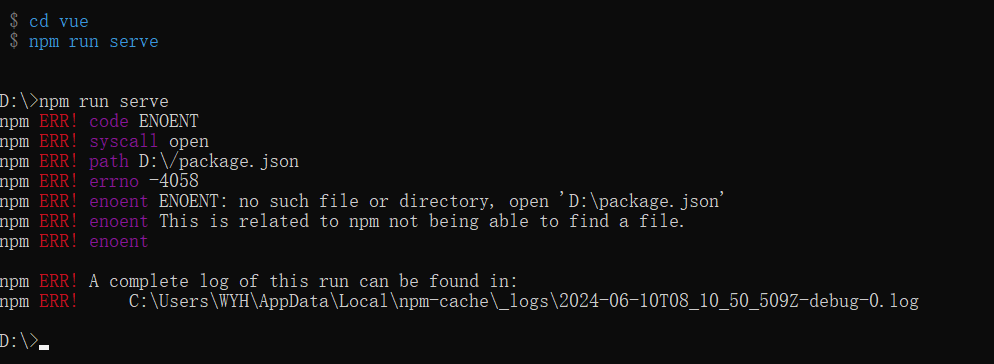 $ cd vue
$ npm run serve
D:\>npm run serve
npm ERR! code ENOENT
npm ERR! syscall open
npm ERR! path D:\/package.json
npm ERR! errno -4058
npm ERR! enoent ENOENT: no such file or directory, open 'D:\package.json'
npm ERR! enoent This is related to npm not being able to find a file.
npm ERR! enoent
npm ERR! A complete log of this run can be found in:
npm ERR!     C:\Users\WYH\AppData\Local\npm-cache\_logs\2024-06-10T08_10_50_509Z-debug-0.log
D:\>